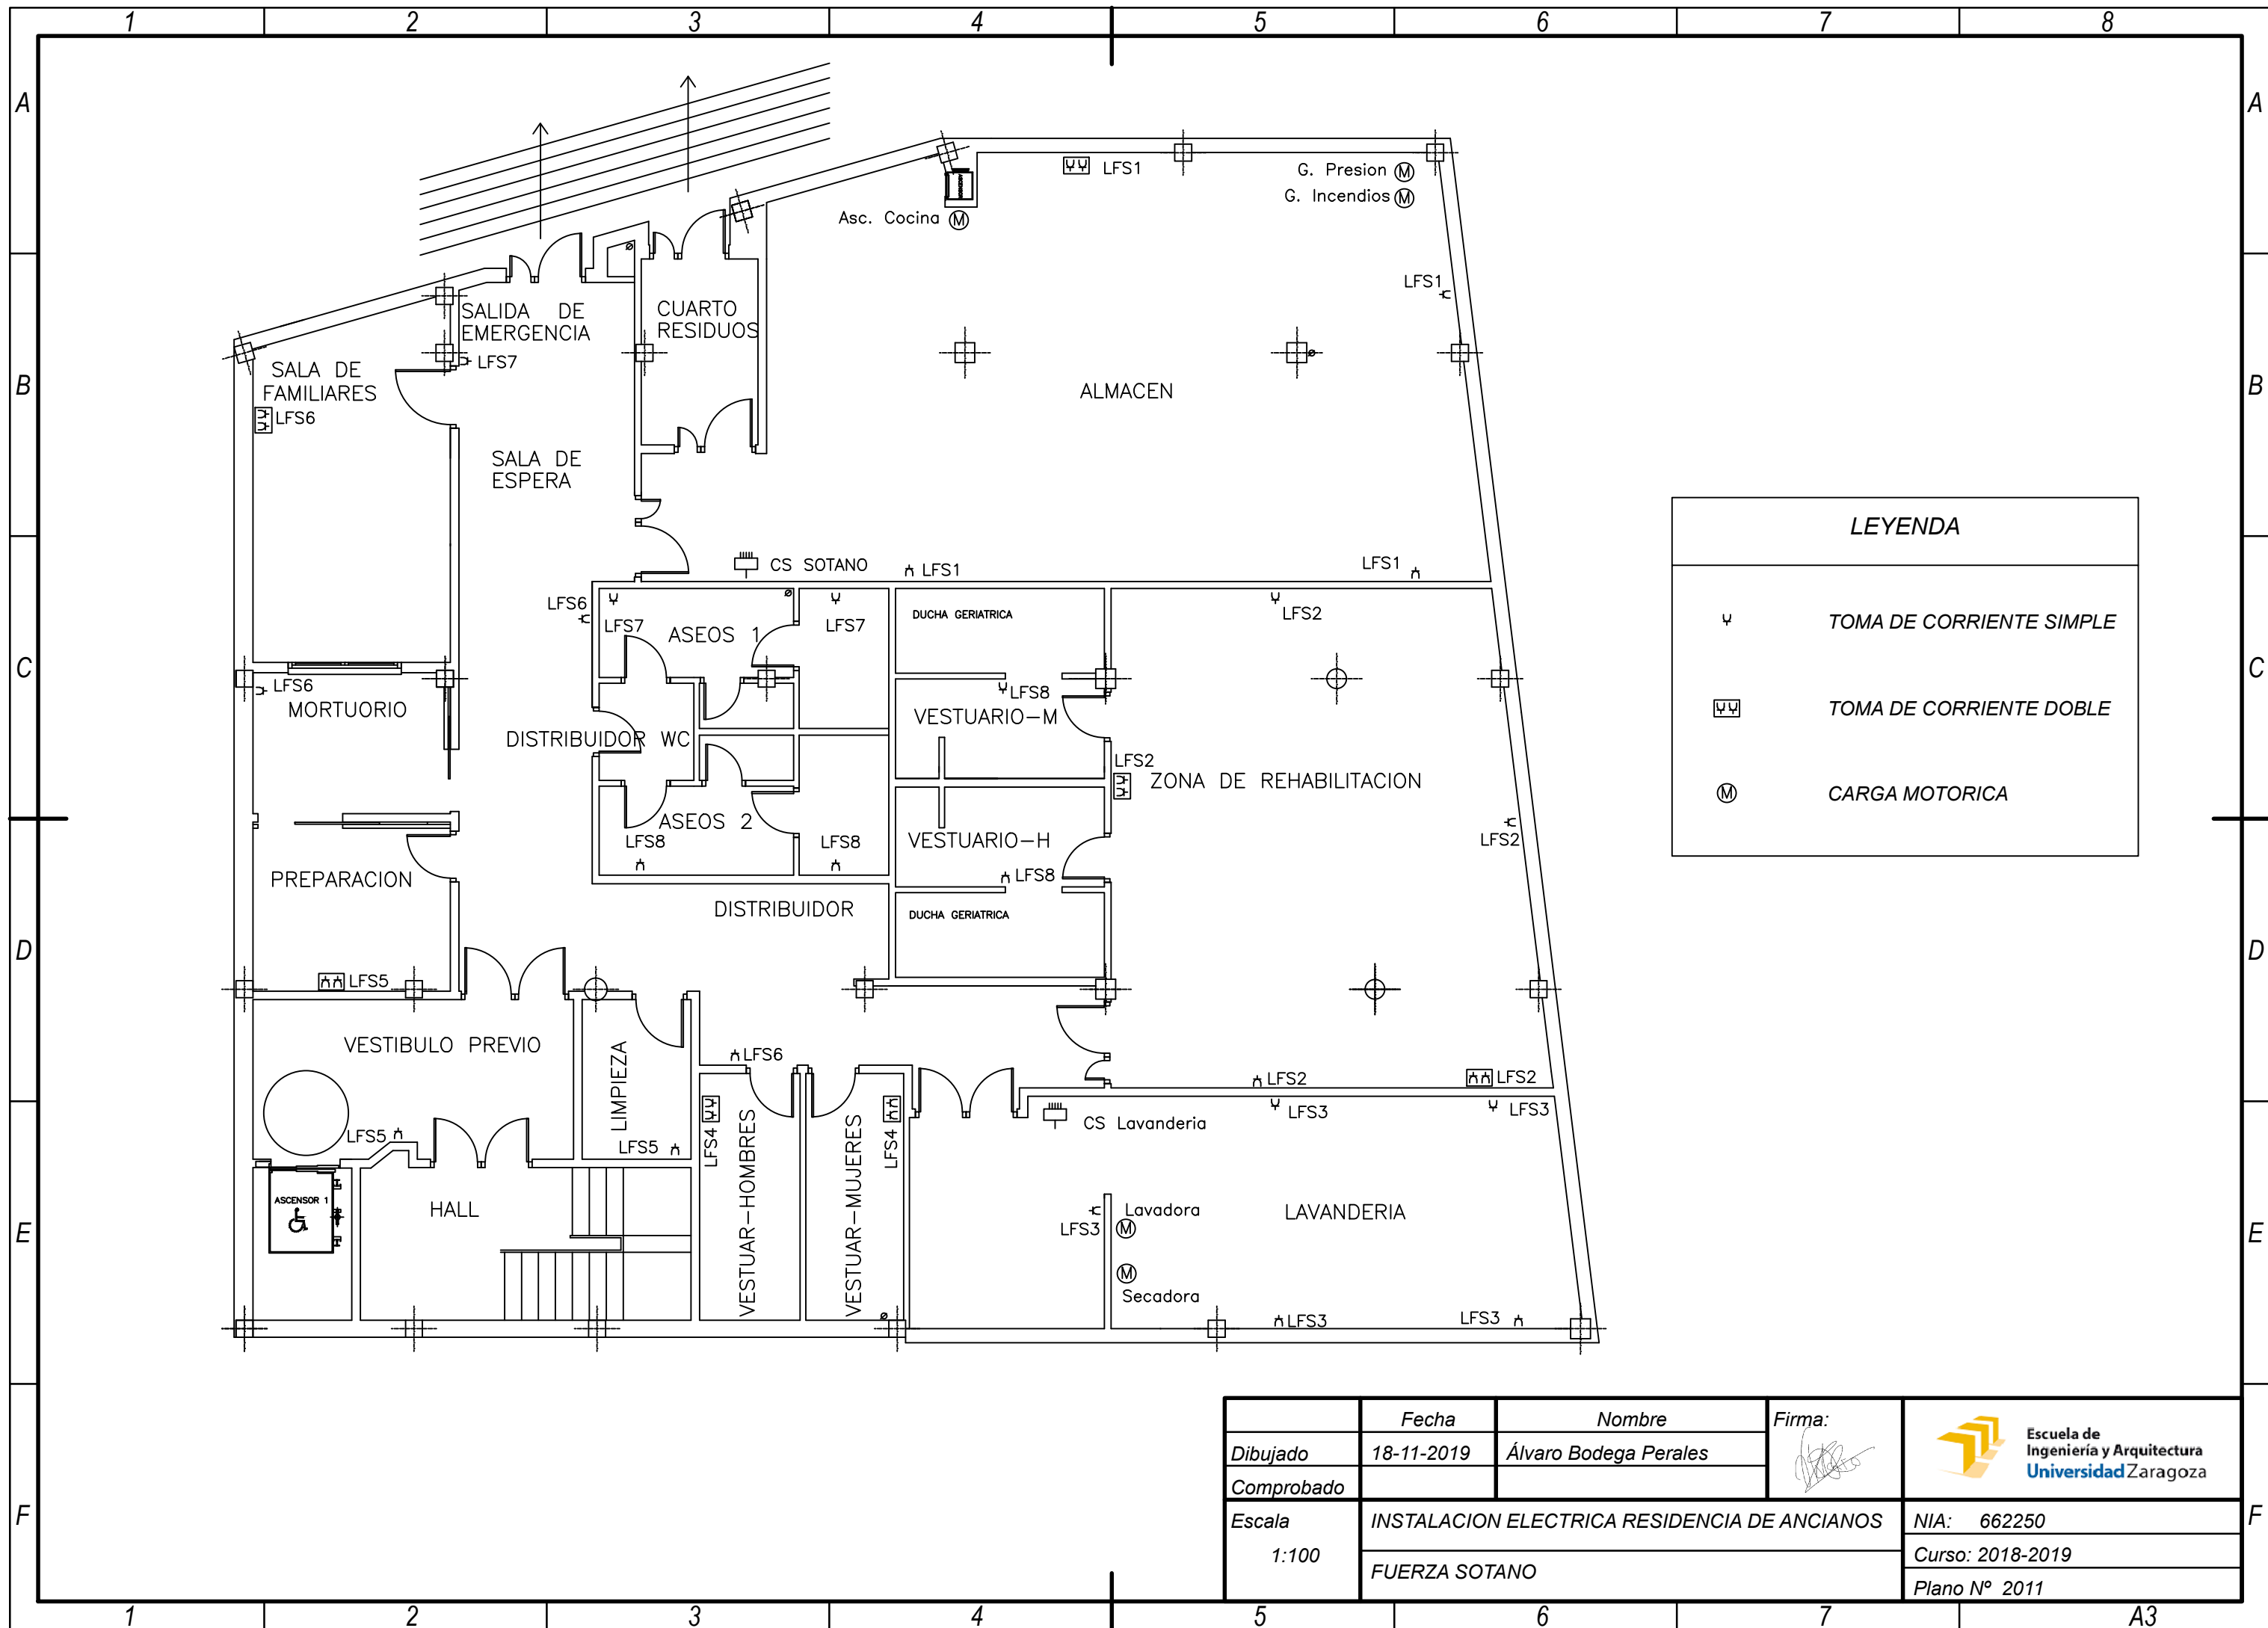 1 2 3 4 5 6 7 8
A A
B B
C C
D D
E E
F F
LFS1
G. Presion M
G. Incendios M
Asc. Cocina M
LFS1
SALIDA DE
EMERGENCIA
CUARTO
RESIDUOS
LFS7
SALA DE
FAMILIARES
LFS6
ALMACEN
SALA DE
ESPERA
CS SOTANO
LFS1
LFS1
LEYENDA
TOMA DE CORRIENTE SIMPLE
TOMA DE CORRIENTE DOBLE
M CARGA MOTORICA
LFS6
LFS7
ASEOS 1
LFS7
DUCHA GERIATRICA
LFS2
LFS6
MORTUORIO
LFS8
VESTUARIO-M
DISTRIBUIDOR WC
LFS2
ZONA DE REHABILITACION
ASEOS 2
LFS8
LFS8
VESTUARIO-H
LFS2
LFS8
PREPARACION
DISTRIBUIDOR
DUCHA GERIATRICA
LFS5
VESTIBULO PREVIO
LIMPIEZA
LFS6
LFS2
LFS2
LFS5
LFS5
LFS4
VESTUAR-HOMBRES
VESTUAR-MUJERES
LFS4
CS Lavanderia
LFS3
LFS3
ASCENSOR 1
HALL
Lavadora
M
LFS3
LAVANDERIA
M
Secadora
LFS3
LFS3
Fecha Nombre Firma:
Dibujado 18-11-2019 Álvaro Bodega Perales
Comprobado
Escuela de
Ingeniería y Arquitectura
Universidad Zaragoza
Escala
1:100
INSTALACION ELECTRICA RESIDENCIA DE ANCIANOS
FUERZA SOTANO
NIA: 662250
Curso: 2018-2019
Plano Nº 2011
1 2 3 4 5 6 7 A3